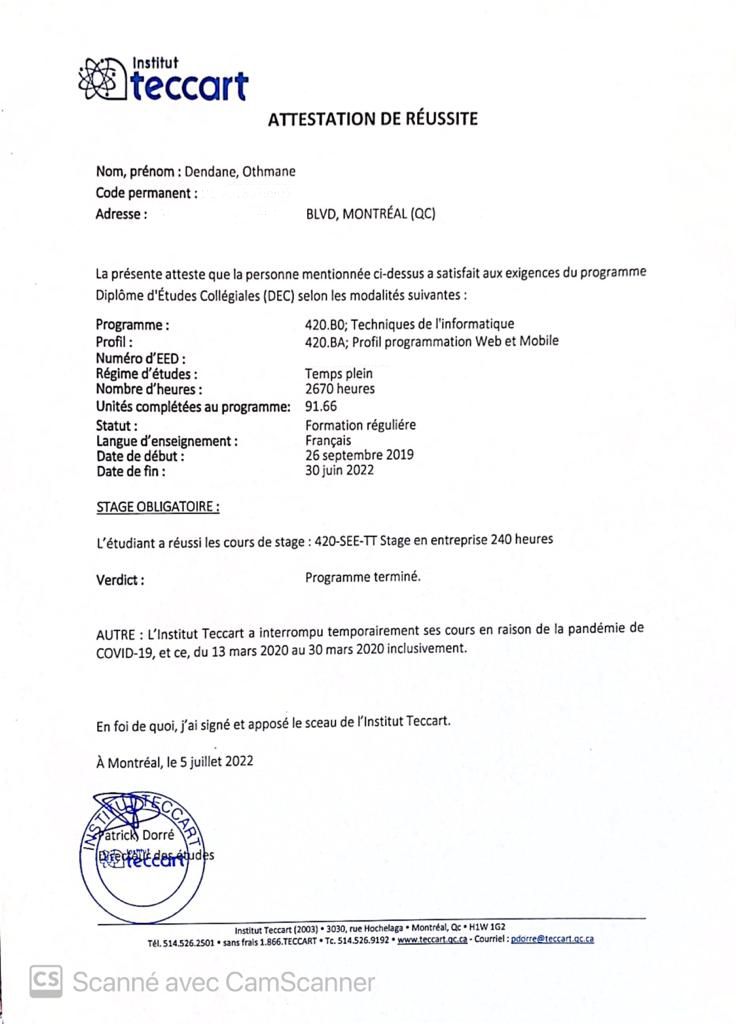 Institut
teccart
ATTESTATION DE RÉUSSITE
Nom, prénom : Dendane, Othmane
Code permanent :
Adresse : BLVD, MONTRÉAL (QC)
La présente atteste que la personne mentionnée ci-dessus a satisfait aux exigences du programme
Diplôme d'Études Collégiales (DEC) selon les modalités suivantes :
Programme : 420.B0; Techniques de l'informatique
Profil : 420.BA; Profil programmation Web et Mobile
Numéro d'EED :
Régime d'études : Temps plein
Nombre d'heures : 2670 heures
Unités complétées au programme: 91.66
Statut : Formation réguliére
Langue d'enseignement : Français
Date de début : 26 septembre 2019
Date de fin : 30 juin 2022
STAGE OBLIGATOIRE :
L'étudiant a réussi les cours de stage : 420-SEE-TT Stage en entreprise 240 heures
Verdict : Programme terminé.
AUTRE : L'Institut Teccart a interrompu temporairement ses cours en raison de la pandémie de
COVID-19, et ce, du 13 mars 2020 au 30 mars 2020 inclusivement.
En foi de quoi, j'ai signé et apposé le sceau de l'Institut Teccart.
À Montréal, le 5 juillet 2022
INSTITUT TECCART
Patrick Dorré
Directeur des études
teccart
Institut Teccart (2003) • 3030, rue Hochelaga • Montréal, Qc • H1W 1G2
Tél. 514.526.2501 • sans frais 1.866.TECCART • Tc. 514.526.9192 • www.teccart.qc.ca - Courriel : pdorre@teccart.qc.ca
CS Scanné avec CamScanner